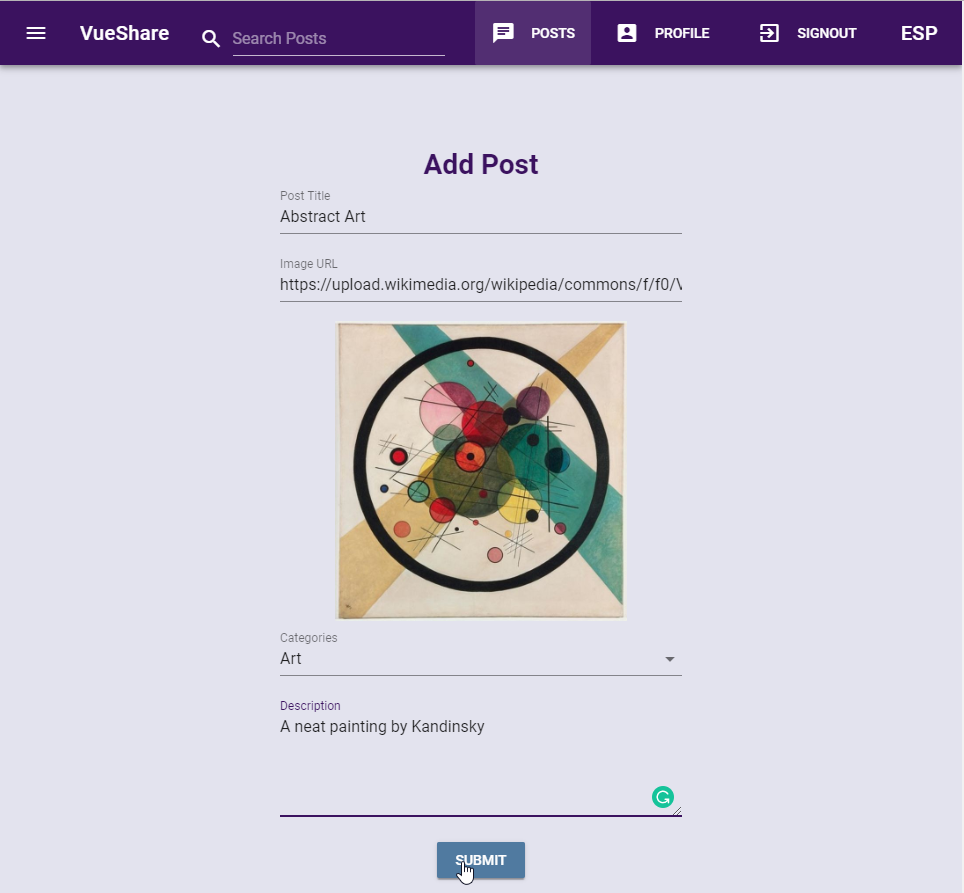 VueShare
Search Posts
POSTS
PROFILE
SIGNOUT
ESP
Add Post
Post Title
Abstract Art
Image URL
https://upload.wikimedia.org/wikipedia/commons/f/f0/V
Categories
Art
Description
A neat painting by Kandinsky
SUBMIT